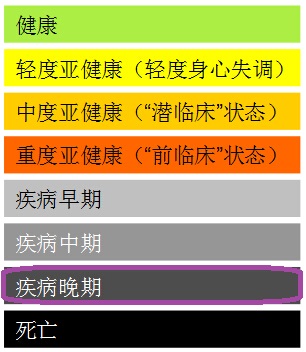 健康
轻度亚健康（轻度身心失调）
中度亚健康（“潜临床”状态）
重度亚健康（“前临床”状态）
疾病早期
疾病中期
疾病晚期
死亡